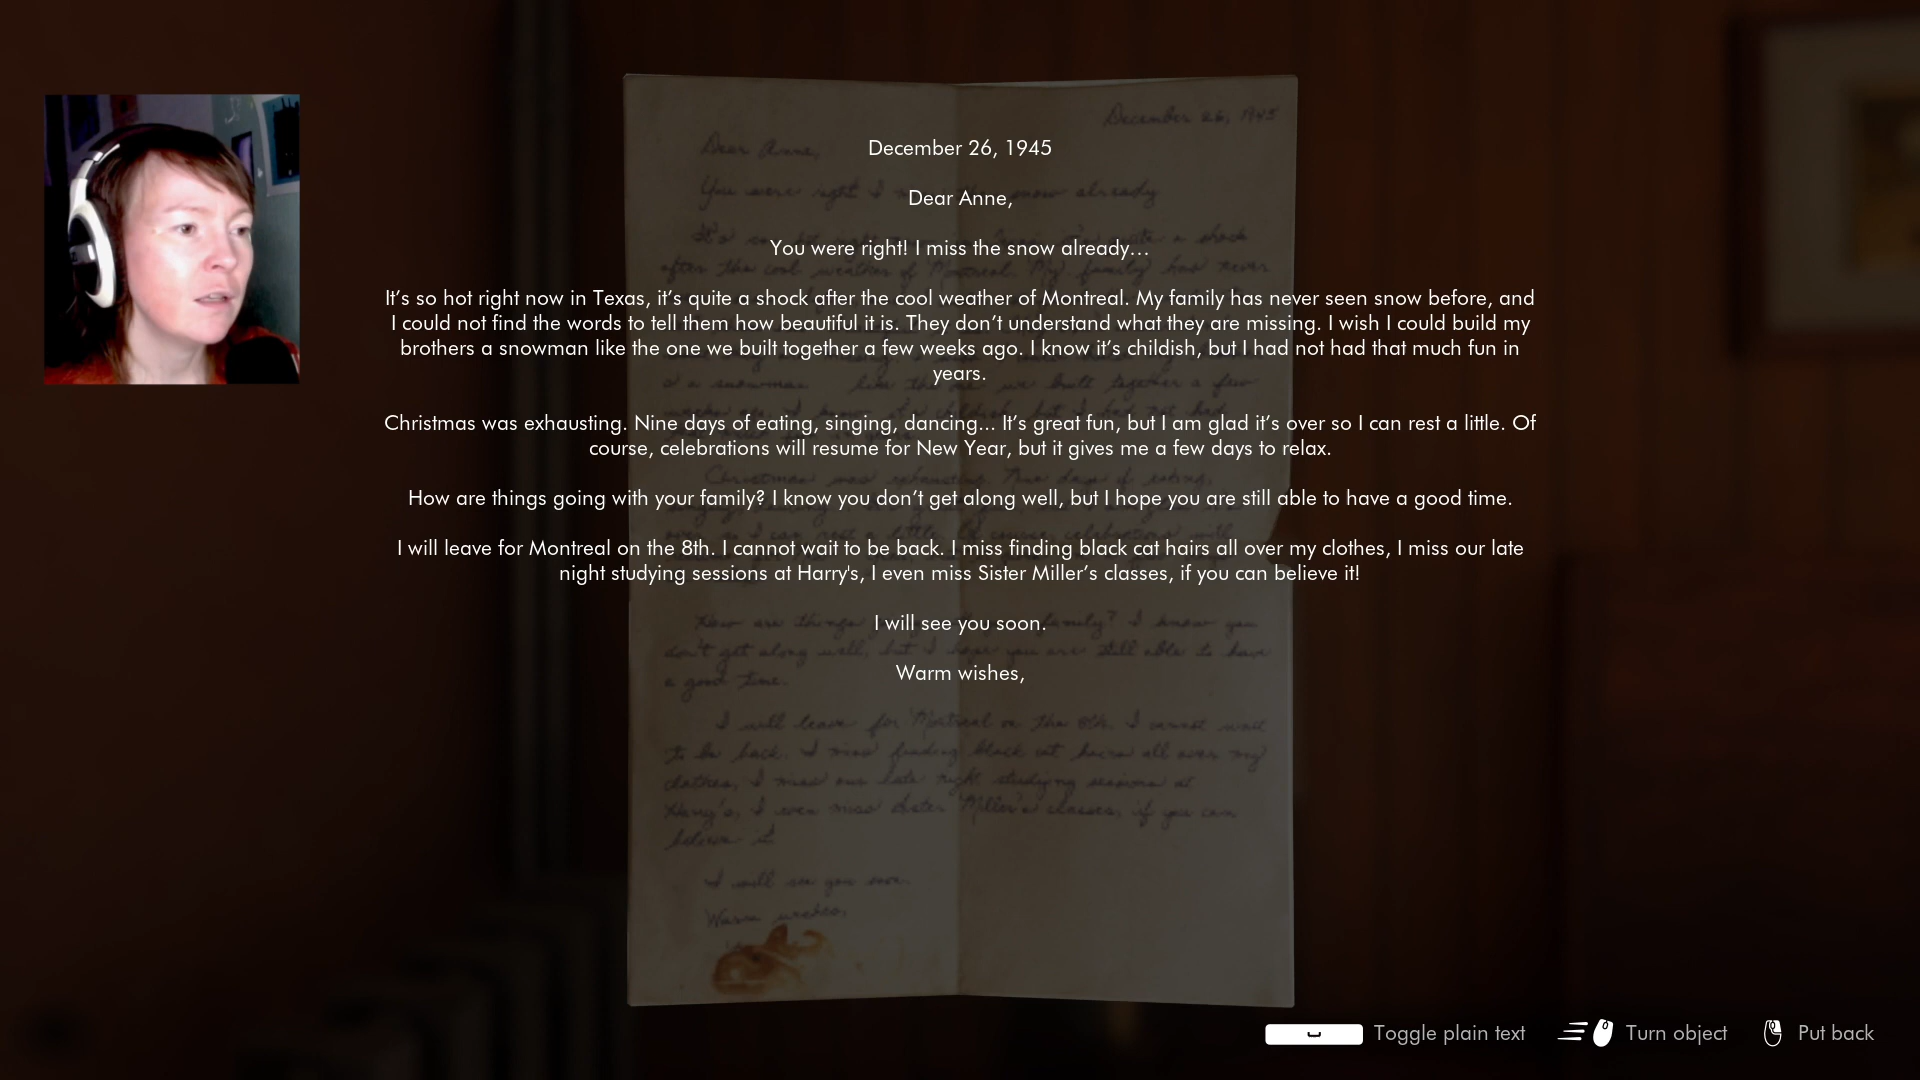 December 26, 1945
Dear Anne,
You were right! I miss the snow already…
It’s so hot right now in Texas, it’s quite a shock after the cool weather of Montreal. My family has never seen snow before, and
I could not find the words to tell them how beautiful it is. They don’t understand what they are missing. I wish I could build my
brothers a snowman like the one we built together a few weeks ago. I know it’s childish, but I had not had that much fun in
years.
Christmas was exhausting. Nine days of eating, singing, dancing... It’s great fun, but I am glad it’s over so I can rest a little. Of
course, celebrations will resume for New Year, but it gives me a few days to relax.
How are things going with your family? I know you don’t get along well, but I hope you are still able to have a good time.
I will leave for Montreal on the 8th. I cannot wait to be back. I miss finding black cat hairs all over my clothes, I miss our late
night studying sessions at Harry's, I even miss Sister Miller’s classes, if you can believe it!
I will see you soon.
Warm wishes,
Toggle plain text
Turn object
Put back